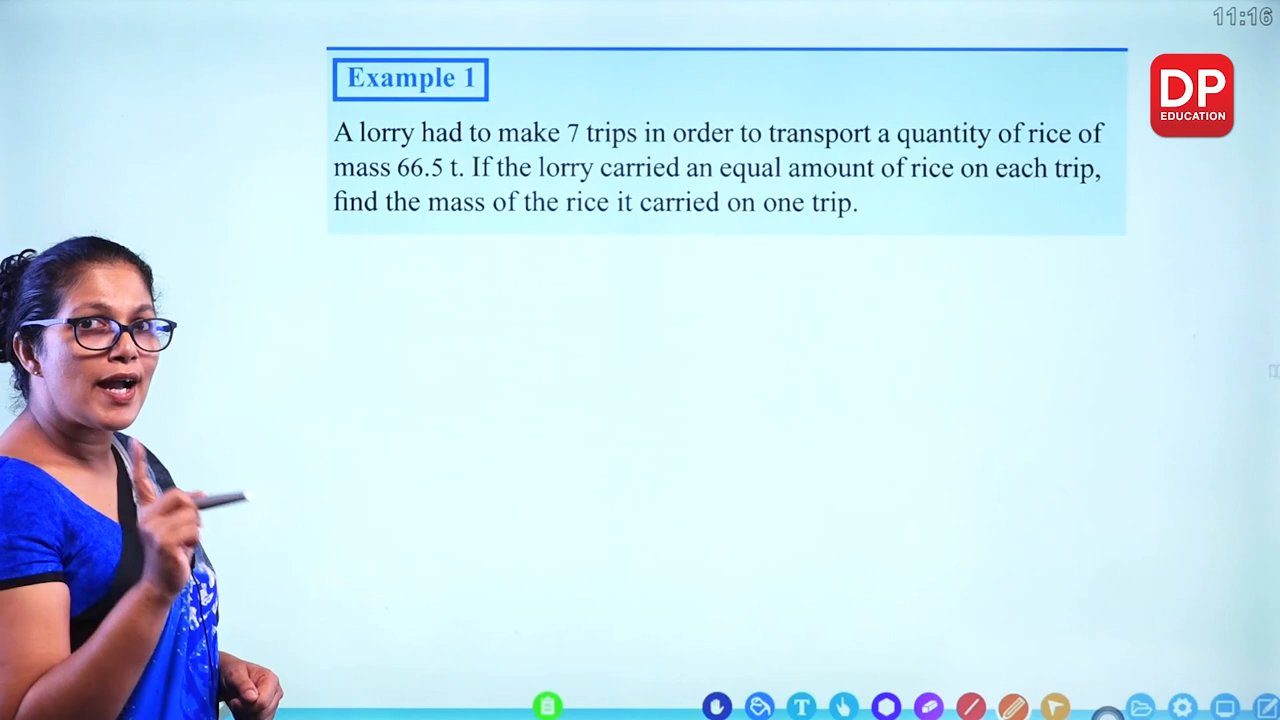 11:16
DP
EDUCATION
Example 1
A lorry had to make 7 trips in order to transport a quantity of rice of
mass 66.5 t. If the lorry carried an equal amount of rice on each trip,
find the mass of the rice it carried on one trip.
T